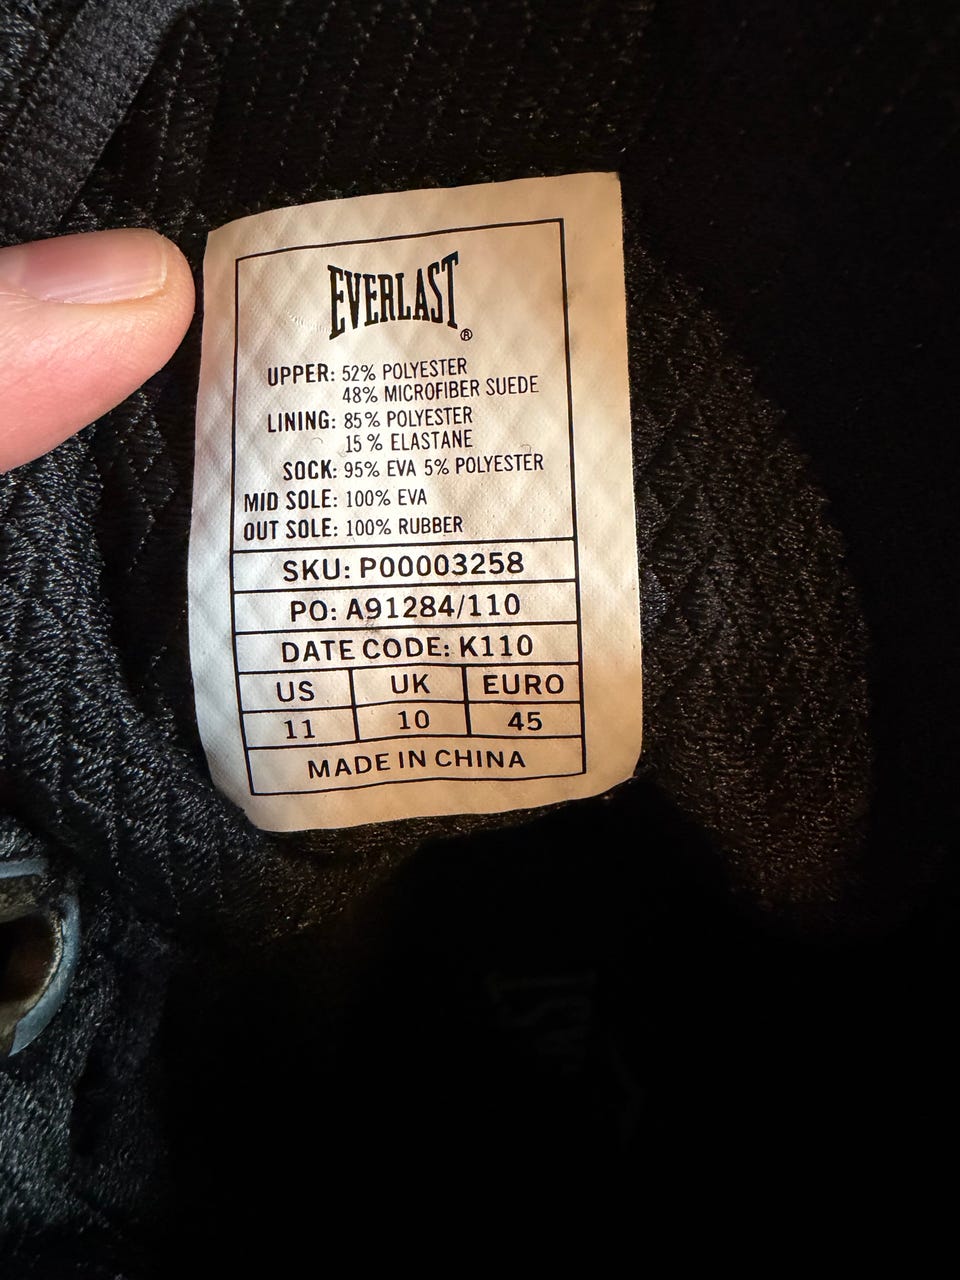 EVERLAST®
UPPER: 52% POLYESTER
48% MICROFIBER SUEDE
LINING: 85% POLYESTER
15% ELASTANE
SOCK: 95% EVA 5% POLYESTER
MID SOLE: 100% EVA
OUT SOLE: 100% RUBBER
SKU: P00003258
PO: A91284/110
DATE CODE: K110
US UK EURO
11 10 45
MADE IN CHINA